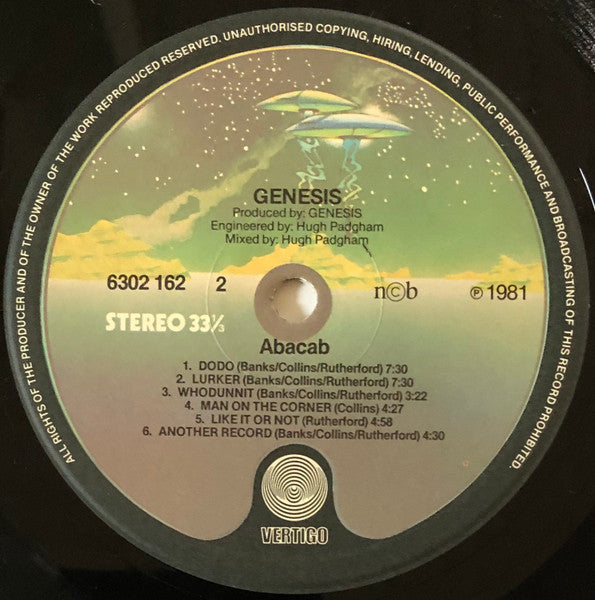 ALL RIGHTS OF THE PRODUCER AND OF THE OWNER OF THE WORK REPRODUCED RESERVED. UNAUTHORISED COPYING, HIRING, LENDING, PUBLIC PERFORMANCE AND BROADCASTING OF THIS RECORD PROHIBITED.
GENESIS
Produced by: GENESIS
Engineered by: Hugh Padgham
Mixed by: Hugh Padgham
6302 162 2 n©b ℗ 1981
STEREO 33⅓
Abacab
1. DODO (Banks/Collins/Rutherford) 7:30
2. LURKER (Banks/Collins/Rutherford) 7:30
3. WHODUNNIT (Banks/Collins/Rutherford) 3:22
4. MAN ON THE CORNER (Collins) 4:27
5. LIKE IT OR NOT (Rutherford) 4:58
6. ANOTHER RECORD (Banks/Collins/Rutherford) 4:30
VERTIGO